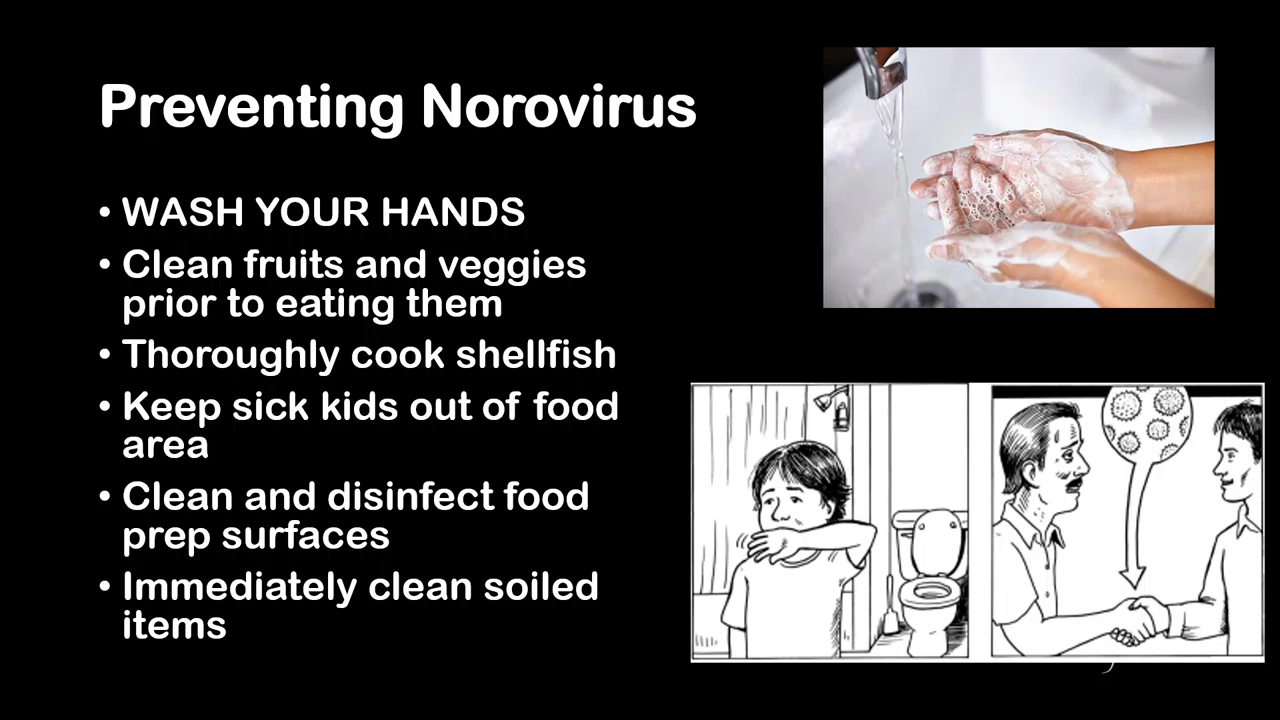 Preventing Norovirus
• WASH YOUR HANDS
• Clean fruits and veggies
prior to eating them
• Thoroughly cook shellfish
• Keep sick kids out of food
area
• Clean and disinfect food
prep surfaces
• Immediately clean soiled
items